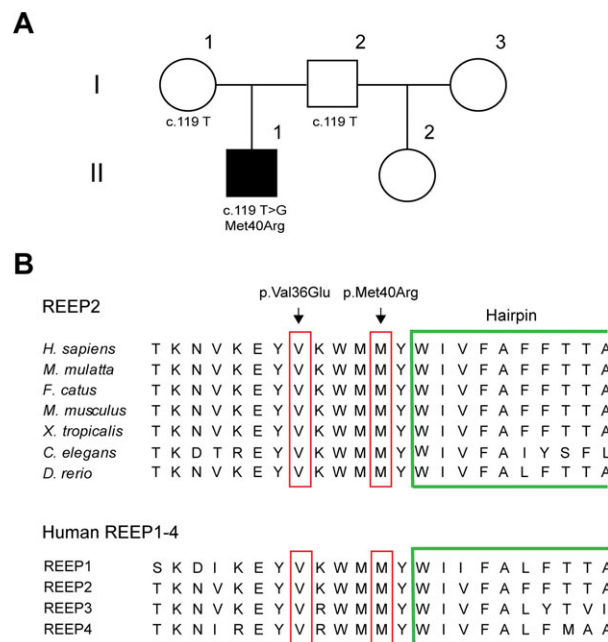 A
1 2 3
I
c.119 T c.119 T
1 2
II
c.119 T>G
Met40Arg
B
p.Val36Glu p.Met40Arg
REEP2 Hairpin
H. sapiens T K N V K E Y V K W M M Y W I V F A F F T T A
M. mulatta T K N V K E Y V K W M M Y W I V F A F F T T A
F. catus T K N V K E Y V K W M M Y W I V F A F F T T A
M. musculus T K N V K E Y V K W M M Y W I V F A F F T T A
X. tropicalis T K N V K E Y V K W M M Y W I V F A F F T T A
C. elegans T K D T R E Y V K W M M Y W I V F A I Y S F L
D. rerio T K N V K E Y V K W M M Y W I V F A L F T T A
Human REEP1-4
REEP1 S K D I K E Y V K W M M Y W I I F A L F T T A
REEP2 T K N V K E Y V K W M M Y W I V F A F F T T A
REEP3 T K N V K E Y V R W M M Y W I V F A L Y T V I
REEP4 T K N I R E Y V R W M M Y W I V F A L F M A A